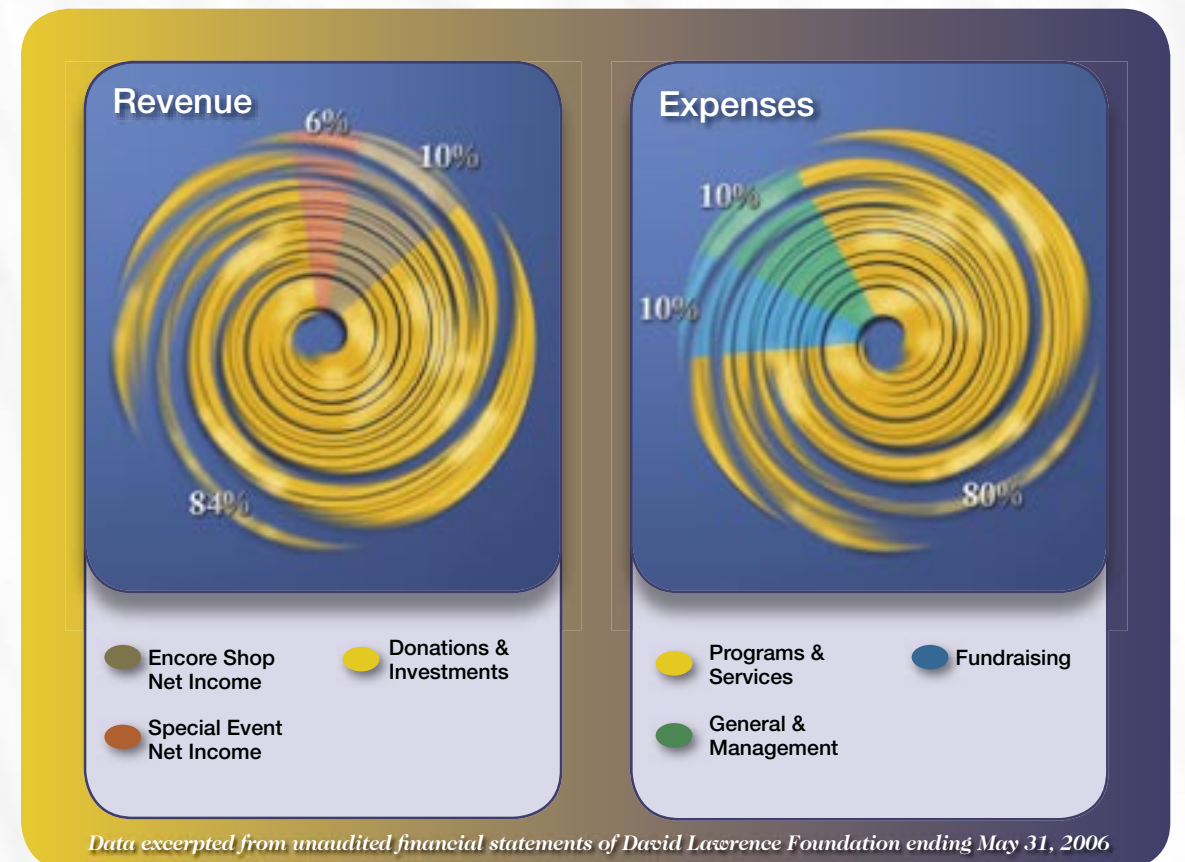 Revenue
6%
10%
84%
Encore Shop
Net Income
Donations &
Investments
Special Event
Net Income
Expenses
10%
10%
80%
Programs &
Services
Fundraising
General &
Management
Data excerpted from unaudited financial statements of David Lawrence Foundation ending May 31, 2006